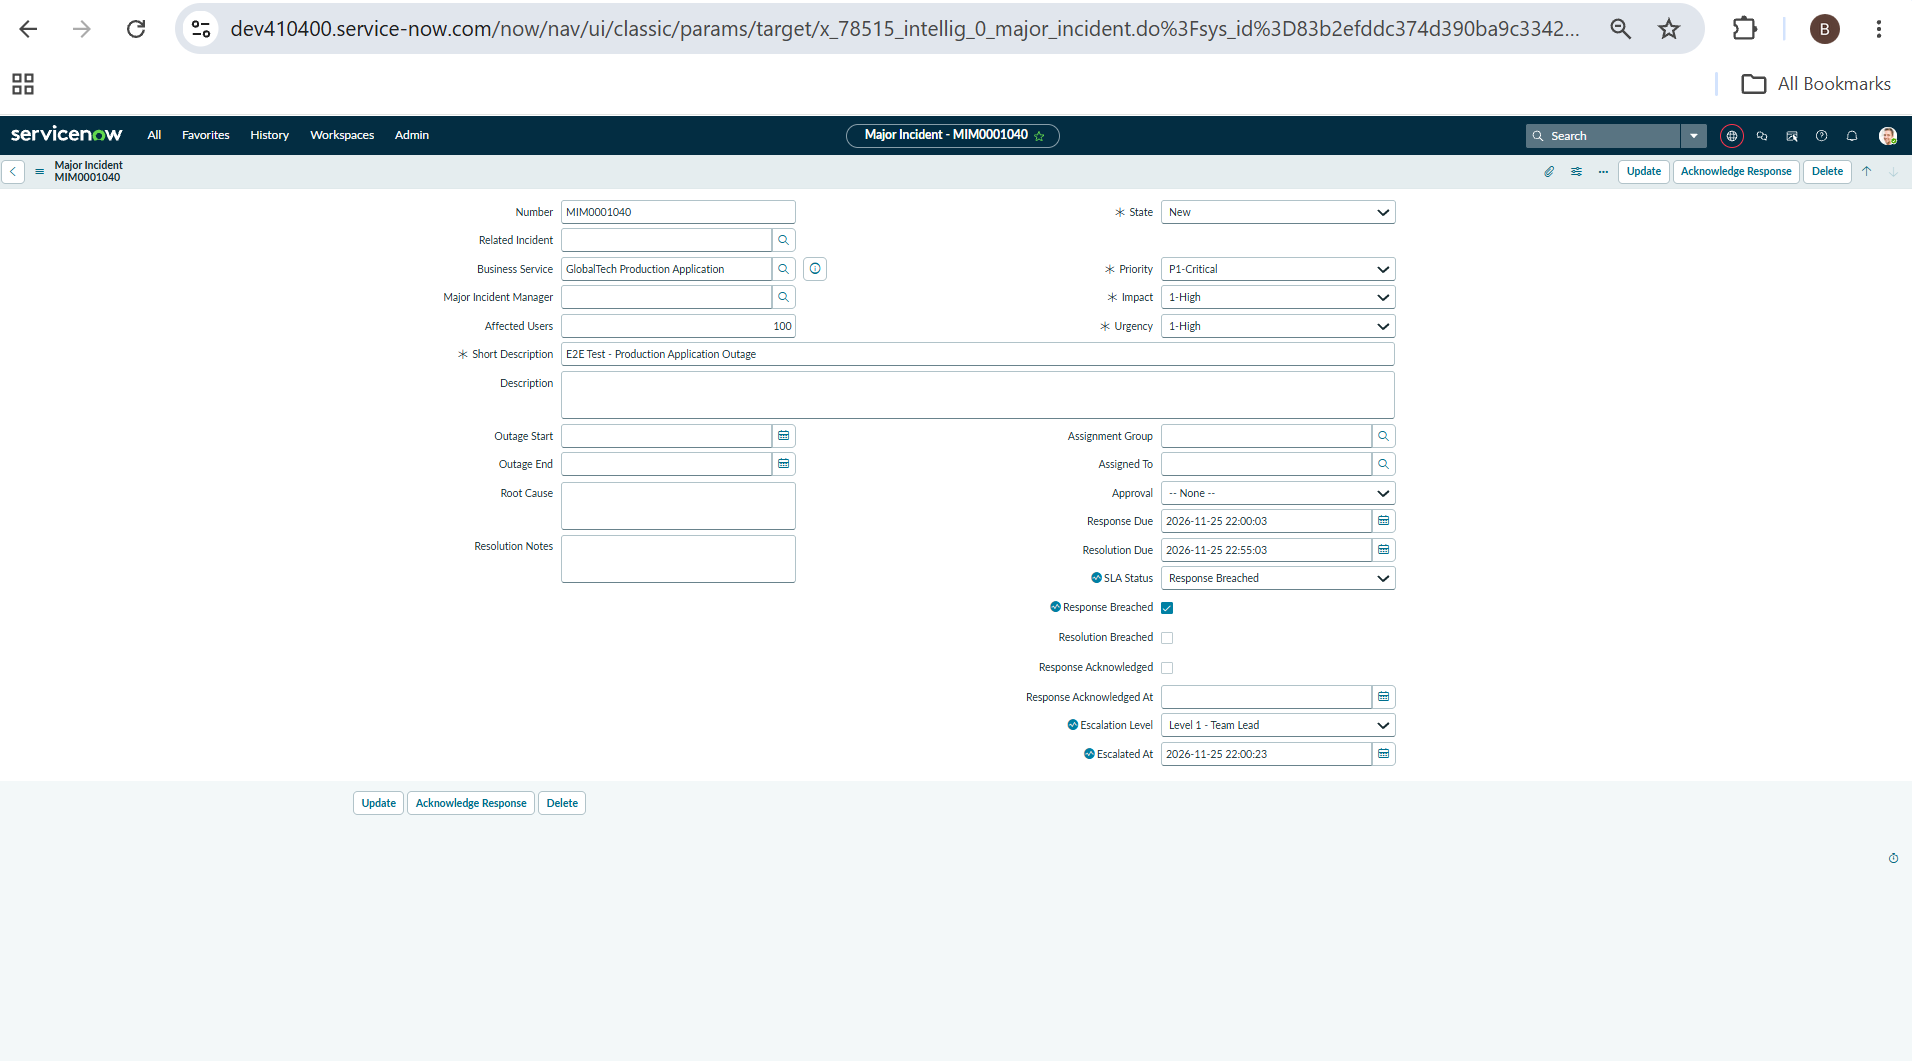 dev410400.service-now.com/now/nav/ui/classic/params/target/x_78515_intellig_0_major_incident.do%3Fsys_id%3D83b2efddc374d390ba9c3342...
B
All Bookmarks
servicenow All Favorites History Workspaces Admin Major Incident - MIM0001040 Search
Major Incident
MIM0001040
Update Acknowledge Response Delete
Number MIM0001040 State New
Related Incident
Business Service GlobalTech Production Application Priority P1-Critical
Major Incident Manager Impact 1-High
Affected Users 100 Urgency 1-High
Short Description E2E Test - Production Application Outage
Description
Outage Start Assignment Group
Outage End Assigned To
Root Cause Approval -- None --
Response Due 2026-11-25 22:00:03
Resolution Notes Resolution Due 2026-11-25 22:55:03
SLA Status Response Breached
Response Breached
Resolution Breached
Response Acknowledged
Response Acknowledged At
Escalation Level Level 1 - Team Lead
Escalated At 2026-11-25 22:00:23
Update Acknowledge Response Delete